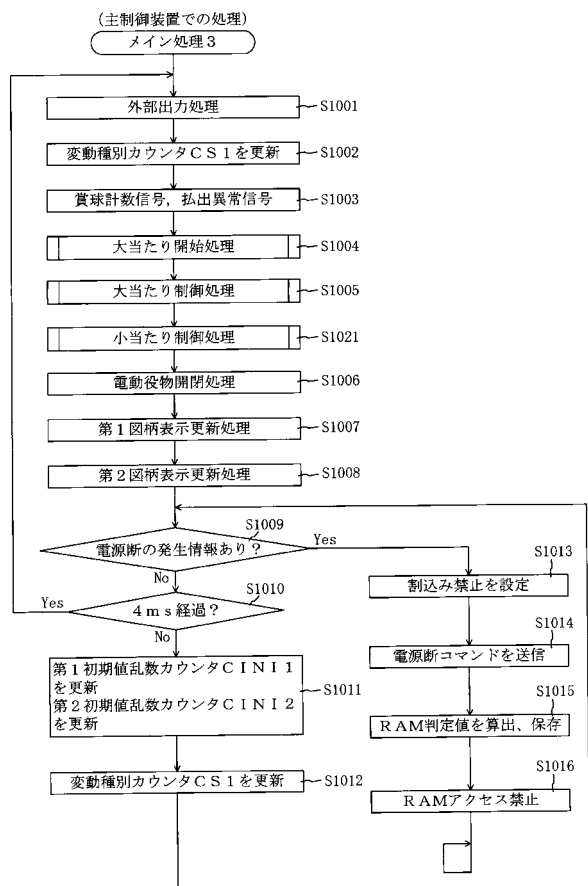 (主制御装置での処理)
メイン処理3
外部出力処理
S1001
変動種別カウンタCS1を更新
S1002
賞球計数信号,払出異常信号
S1003
大当たり開始処理
S1004
大当たり制御処理
S1005
小当たり制御処理
S1021
電動役物開閉処理
S1006
第1図柄表示更新処理
S1007
第2図柄表示更新処理
S1008
S1009
電源断の発生情報あり?
Yes
No
S1010
4ms経過?
Yes
No
第1初期値乱数カウンタCINI1
を更新
第2初期値乱数カウンタCINI2
を更新
S1011
変動種別カウンタCS1を更新
S1012
S1013
割込み禁止を設定
S1014
電源断コマンドを送信
S1015
RAM判定値を算出、保存
S1016
RAMアクセス禁止